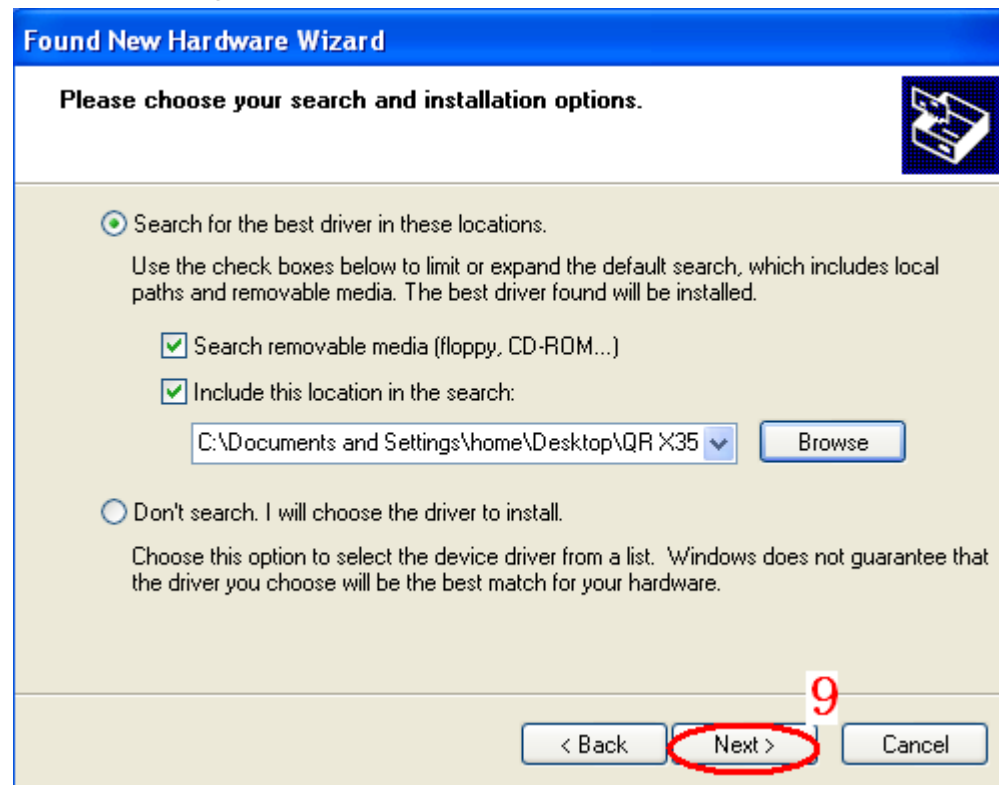 Found New Hardware Wizard
Please choose your search and installation options.
Search for the best driver in these locations.
Use the check boxes below to limit or expand the default search, which includes local
paths and removable media. The best driver found will be installed.
Search removable media (floppy, CD-ROM...)
Include this location in the search:
C:\Documents and Settings\home\Desktop\QR X35
Browse
Don't search. I will choose the driver to install.
Choose this option to select the device driver from a list. Windows does not guarantee that
the driver you choose will be the best match for your hardware.
9
< Back Next > Cancel